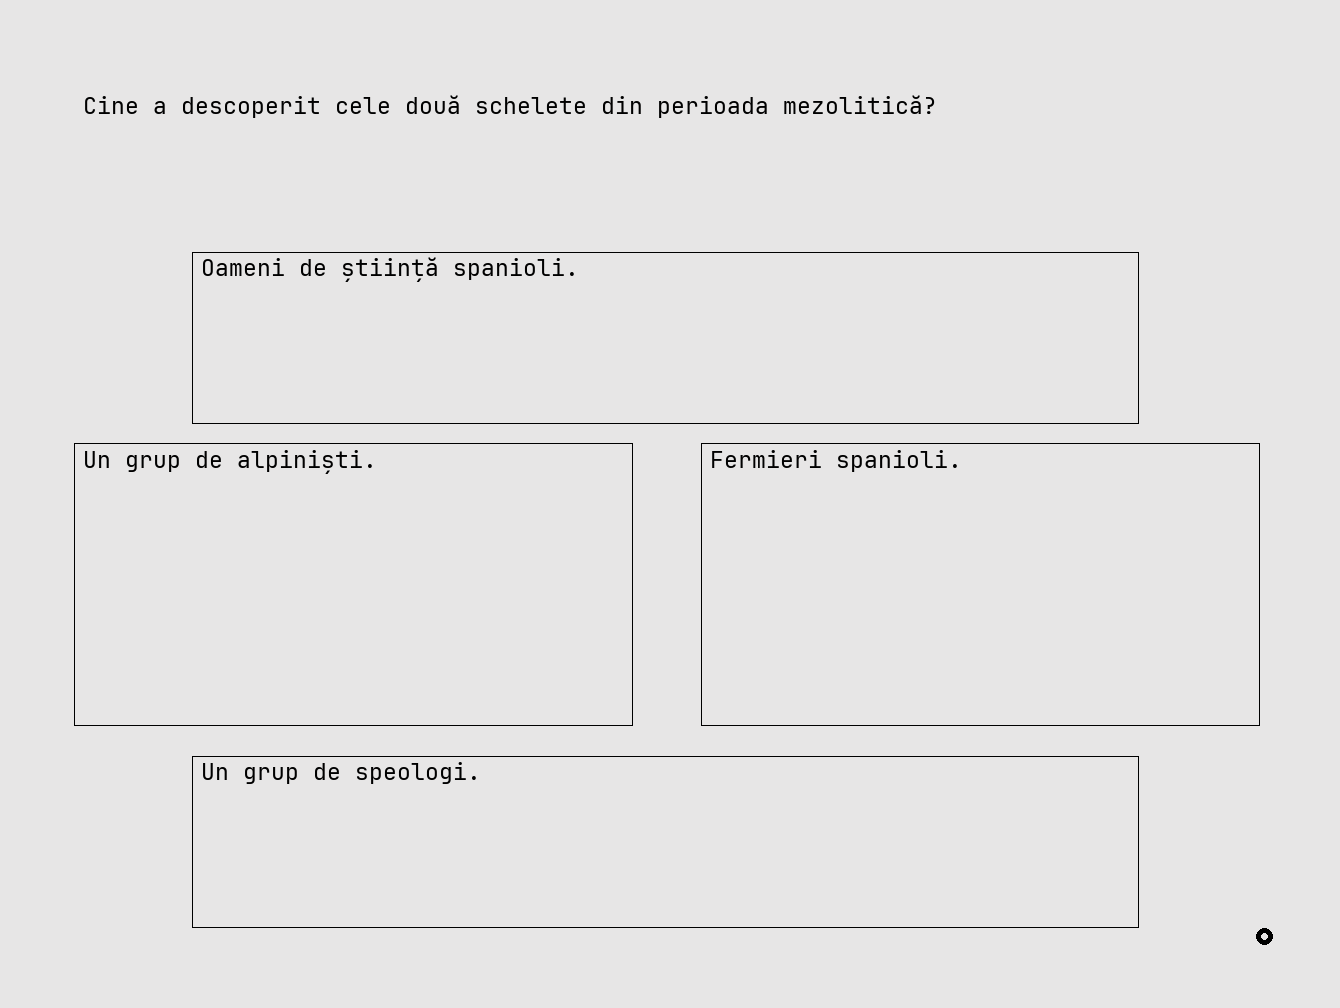 Cine a descoperit cele două schelete din perioada mezolitică?
Oameni de știință spanioli.
Un grup de alpiniști.
Fermieri spanioli.
Un grup de speologi.